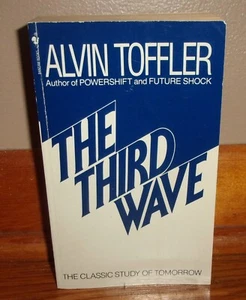 ALVIN TOFFLER
Author of POWERSHIFT and FUTURE SHOCK
THE
THIRD
WAVE
THE CLASSIC STUDY OF TOMORROW